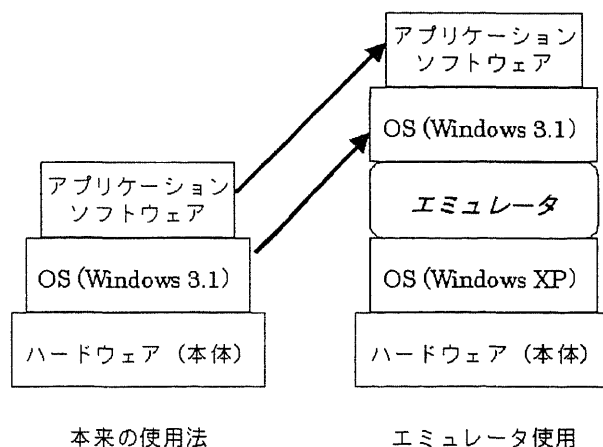 アプリケーション
ソフトウェア
OS (Windows 3.1)
ハードウェア (本体)
本来の使用法
アプリケーション
ソフトウェア
OS (Windows 3.1)
エミュレータ
OS (Windows XP)
ハードウェア (本体)
エミュレータ使用